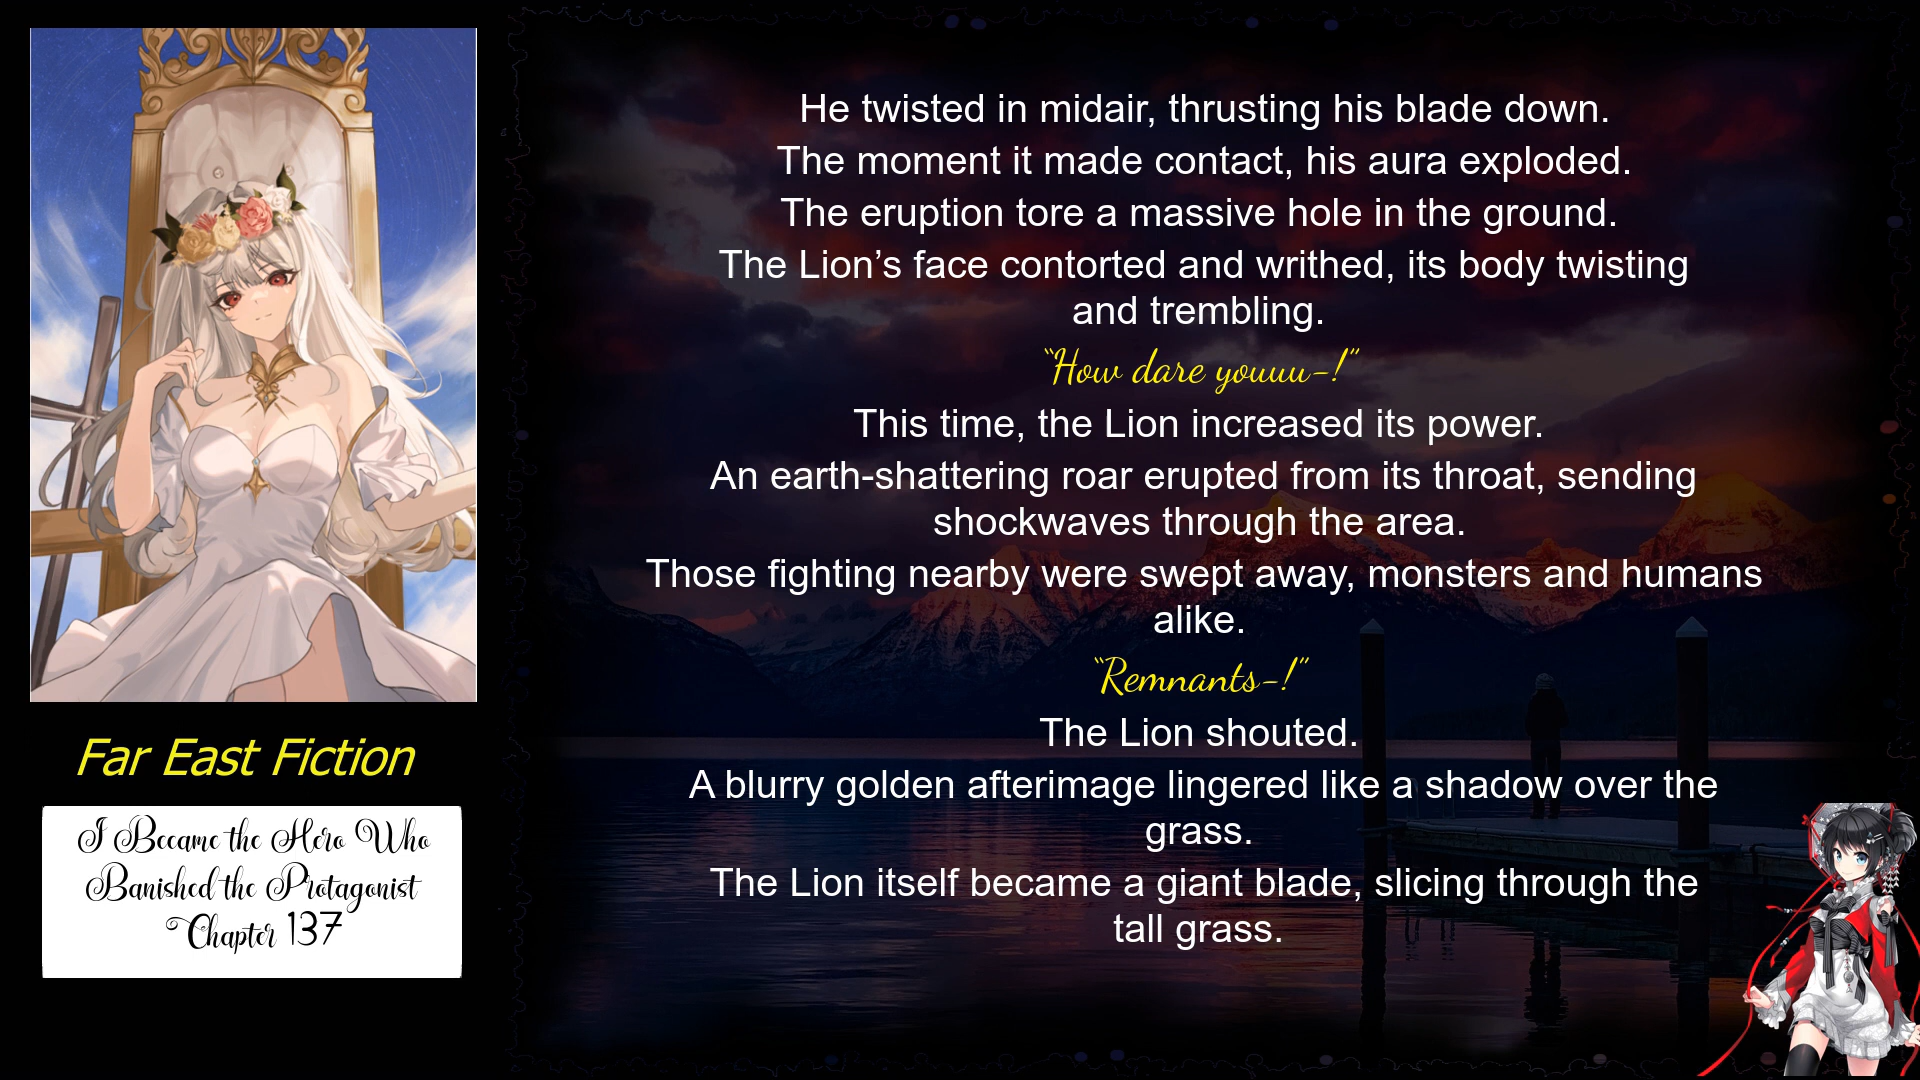 He twisted in midair, thrusting his blade down.
The moment it made contact, his aura exploded.
The eruption tore a massive hole in the ground.
The Lion’s face contorted and writhed, its body twisting
and trembling.
“How dare youuu-!”
This time, the Lion increased its power.
An earth-shattering roar erupted from its throat, sending
shockwaves through the area.
Those fighting nearby were swept away, monsters and humans
alike.
“Remnants-!”
The Lion shouted.
A blurry golden afterimage lingered like a shadow over the
grass.
The Lion itself became a giant blade, slicing through the
tall grass.
Far East Fiction
I Became the Hero Who
Banished the Protagonist
Chapter 137